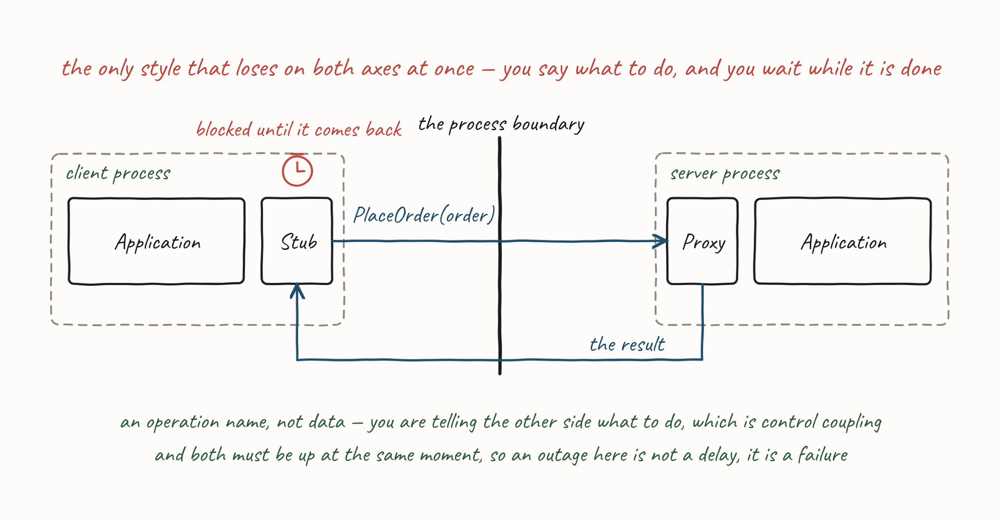 the only style that loses on both axes at once – you say what to do, and you wait while it is done
blocked until it comes back
the process boundary
client process
server process
PlaceOrder(order)
Application
Stub
Proxy
Application
the result
an operation name, not data – you are telling the other side what to do, which is control coupling
and both must be up at the same moment, so an outage here is not a delay, it is a failure